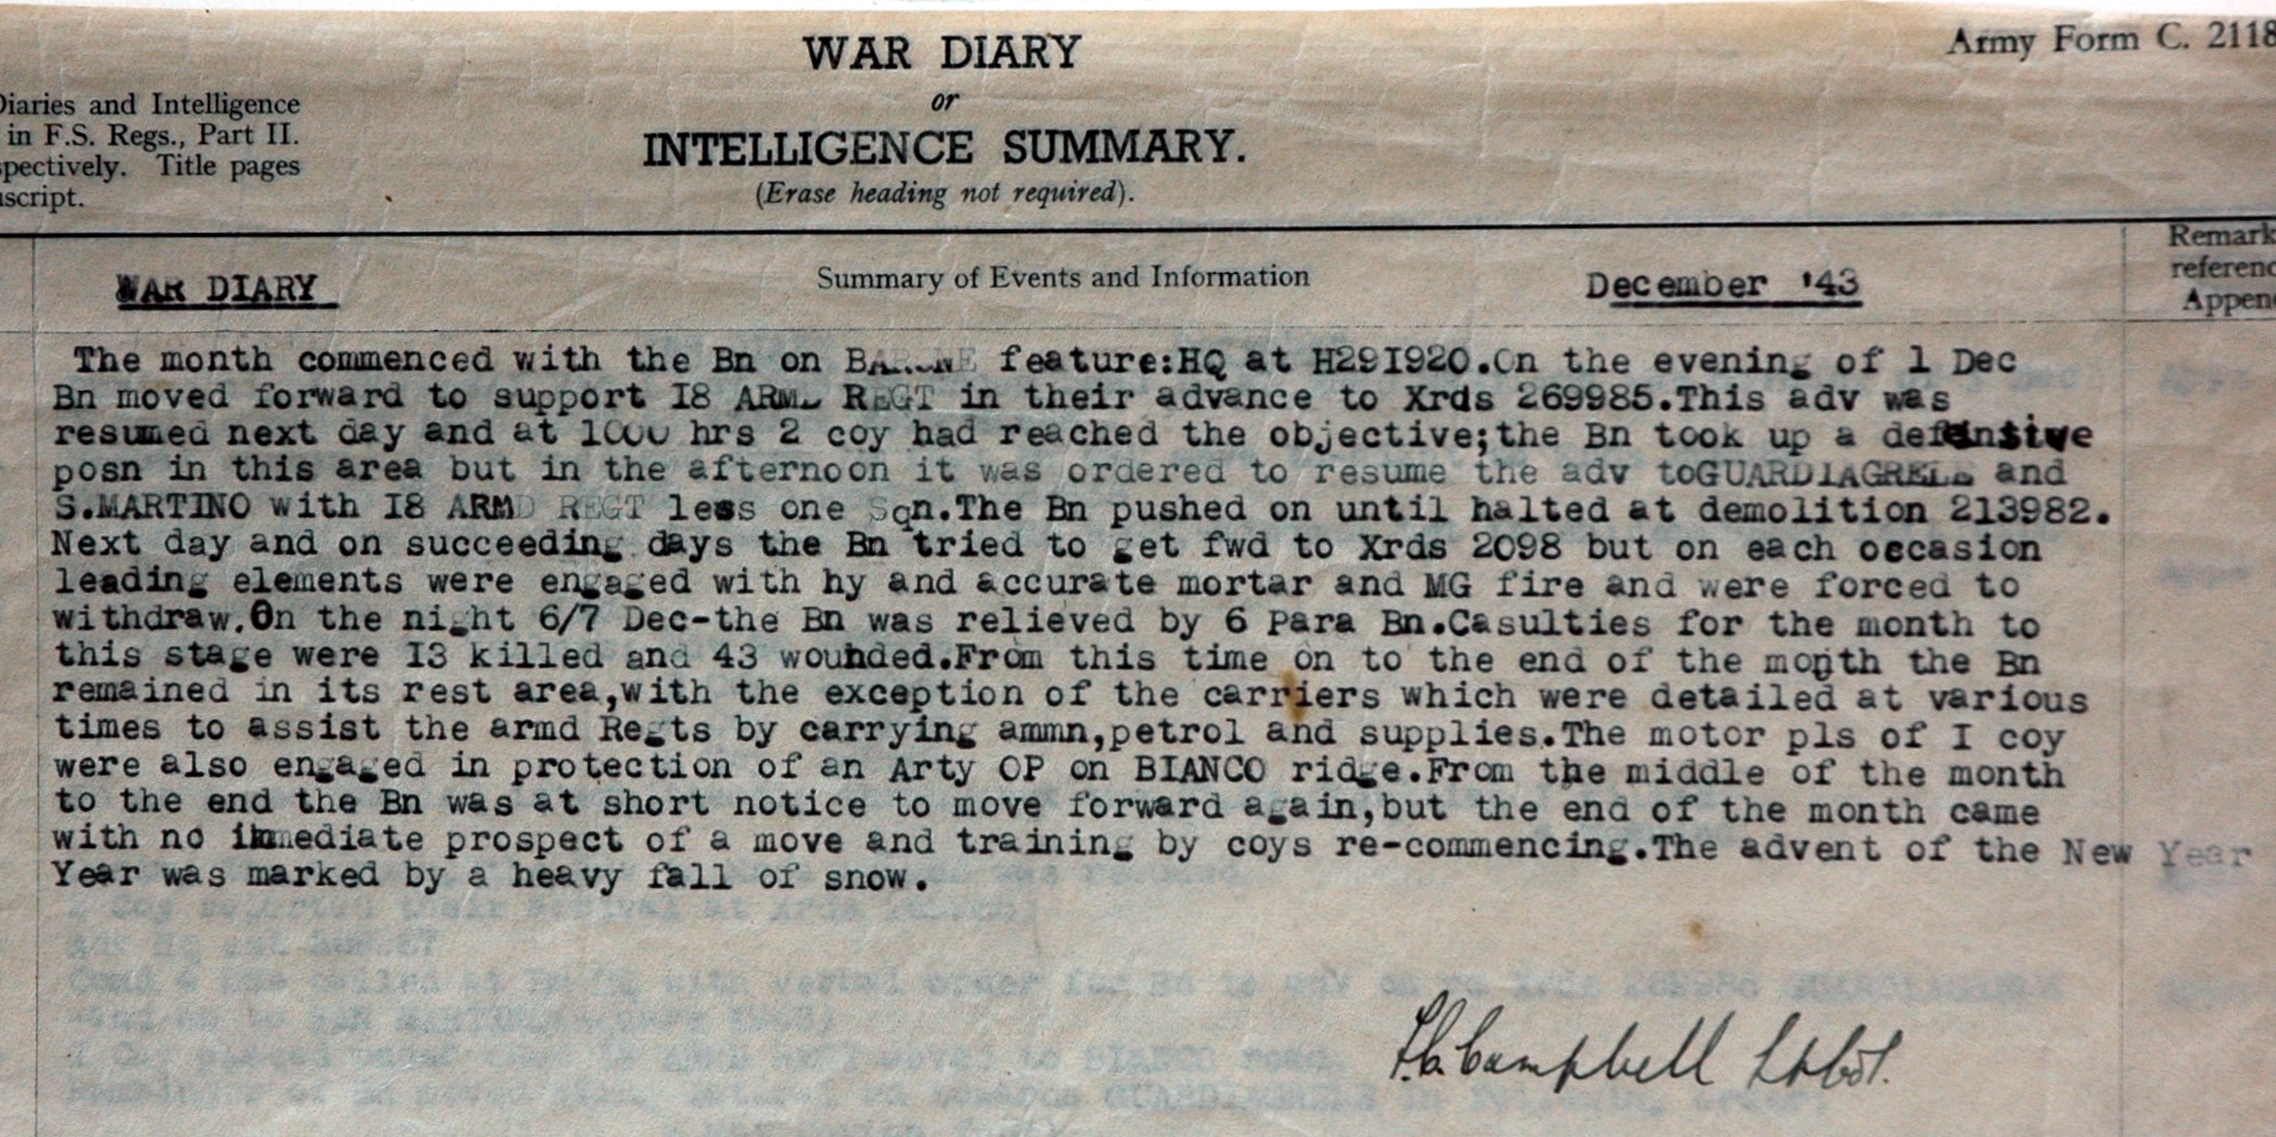 WAR DIARY
Army Form C. 2118
or
Diaries and Intelligence
in F.S. Regs., Part II.
INTELLIGENCE SUMMARY.
spectively. Title pages
(Erase heading not required).
uscript.
WAR DIARY
Summary of Events and Information
December '43
Remark
referenc
Appen
The month commenced with the Bn on feature:HQ at H29I920.On the evening of 1 Dec
Bn moved forward to support I8 ARMD REGT in their advance to Xrds 269985.This adv was
resumed next day and at 1000 hrs 2 coy had reached the objective;the Bn took up a defensive
posn in this area but in the afternoon it was ordered to resume the adv toGUARDIAGRELE and
S.MARTINO with I8 ARMD REGT less one Sqn.The Bn pushed on until halted at demolition 213982.
Next day and on succeeding days the Bn tried to get fwd to Xrds 2098 but on each occasion
leading elements were engaged with hy and accurate mortar and MG fire and were forced to
withdraw.On the night 6/7 Dec-the Bn was relieved by 6 Para Bn.Casulties for the month to
this stage were I3 killed and 43 wounded.From this time on to the end of the month the Bn
remained in its rest area,with the exception of the carriers which were detailed at various
times to assist the armd Regts by carrying ammn,petrol and supplies.The motor pls of I coy
were also engaged in protection of an Arty OP on BIANCO ridge.From the middle of the month
to the end the Bn was at short notice to move forward again,but the end of the month came
with no immediate prospect of a move and training by coys re-commencing.The advent of the New Year
Year was marked by a heavy fall of snow.
Campbell